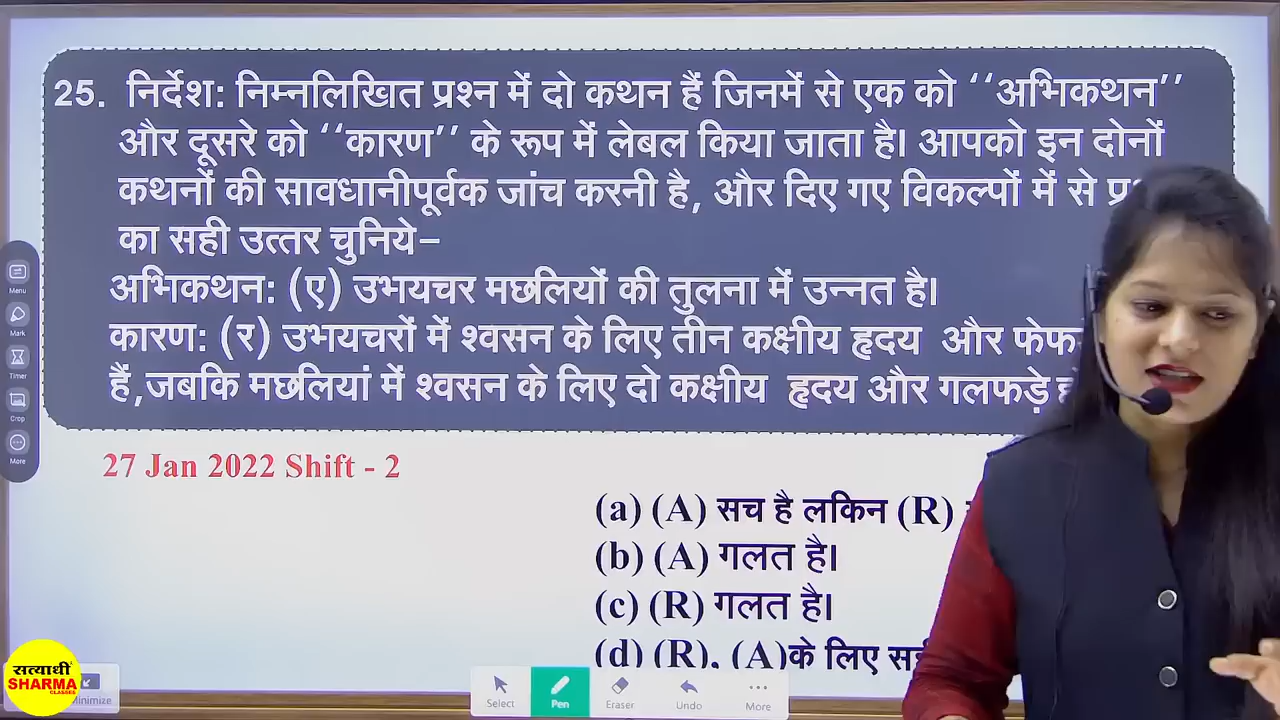 25. निर्देश: निम्नलिखित प्रश्न में दो कथन हैं जिनमें से एक को ‘‘अभिकथन’’
और दूसरे को ‘‘कारण’’ के रूप में लेबल किया जाता है। आपको इन दोनों
कथनों की सावधानीपूर्वक जांच करनी है, और दिए गए विकल्पों में से
का सही उत्तर चुनिये–
अभिकथन: (ए) उभयचर मछलियों की तुलना में उन्नत है।
कारण: (र) उभयचरों में श्वसन के लिए तीन कक्षीय हृदय और
हैं,जबकि मछलियां में श्वसन के लिए दो कक्षीय हृदय और गलफड़े
27 Jan 2022 Shift - 2
(a) (A) सच है लकिन (R)
(b) (A) गलत है।
(c) (R) गलत है।
(d) (R), (A)के लिए
Menu
Mark
Timer
Crop
More
सत्यार्थी
SHARMA
CLASSES
Minimize
Select
Pen
Eraser
Undo
More